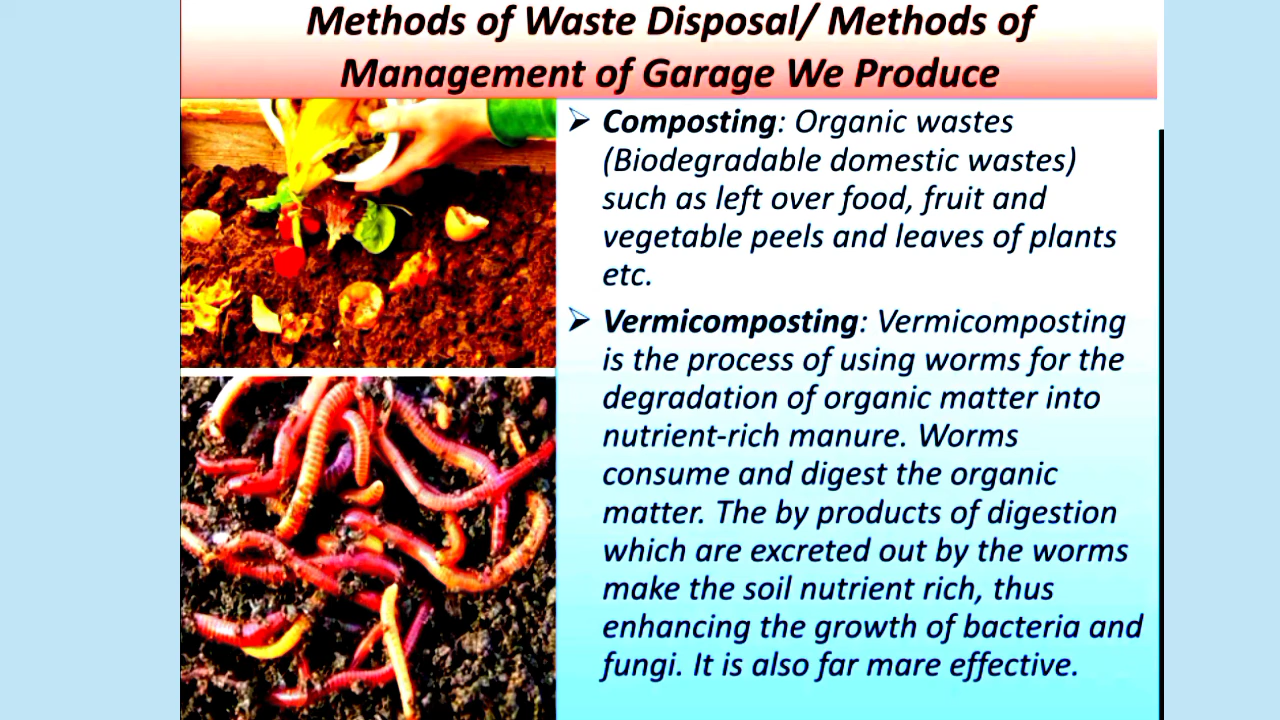 Methods of Waste Disposal/ Methods of
Management of Garage We Produce
➢ Composting: Organic wastes
(Biodegradable domestic wastes)
such as left over food, fruit and
vegetable peels and leaves of plants
etc.
➢ Vermicomposting: Vermicomposting
is the process of using worms for the
degradation of organic matter into
nutrient-rich manure. Worms
consume and digest the organic
matter. The by products of digestion
which are excreted out by the worms
make the soil nutrient rich, thus
enhancing the growth of bacteria and
fungi. It is also far mare effective.